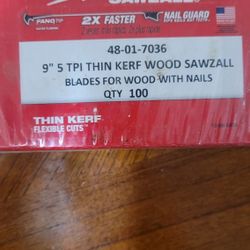 SAWZALL
FANG TIP
2X FASTER
NAIL GUARD
48-01-7036
9" 5 TPI THIN KERF WOOD SAWZALL
BLADES FOR WOOD WITH NAILS
QTY 100
THIN KERF
FLEXIBLE CUTS™